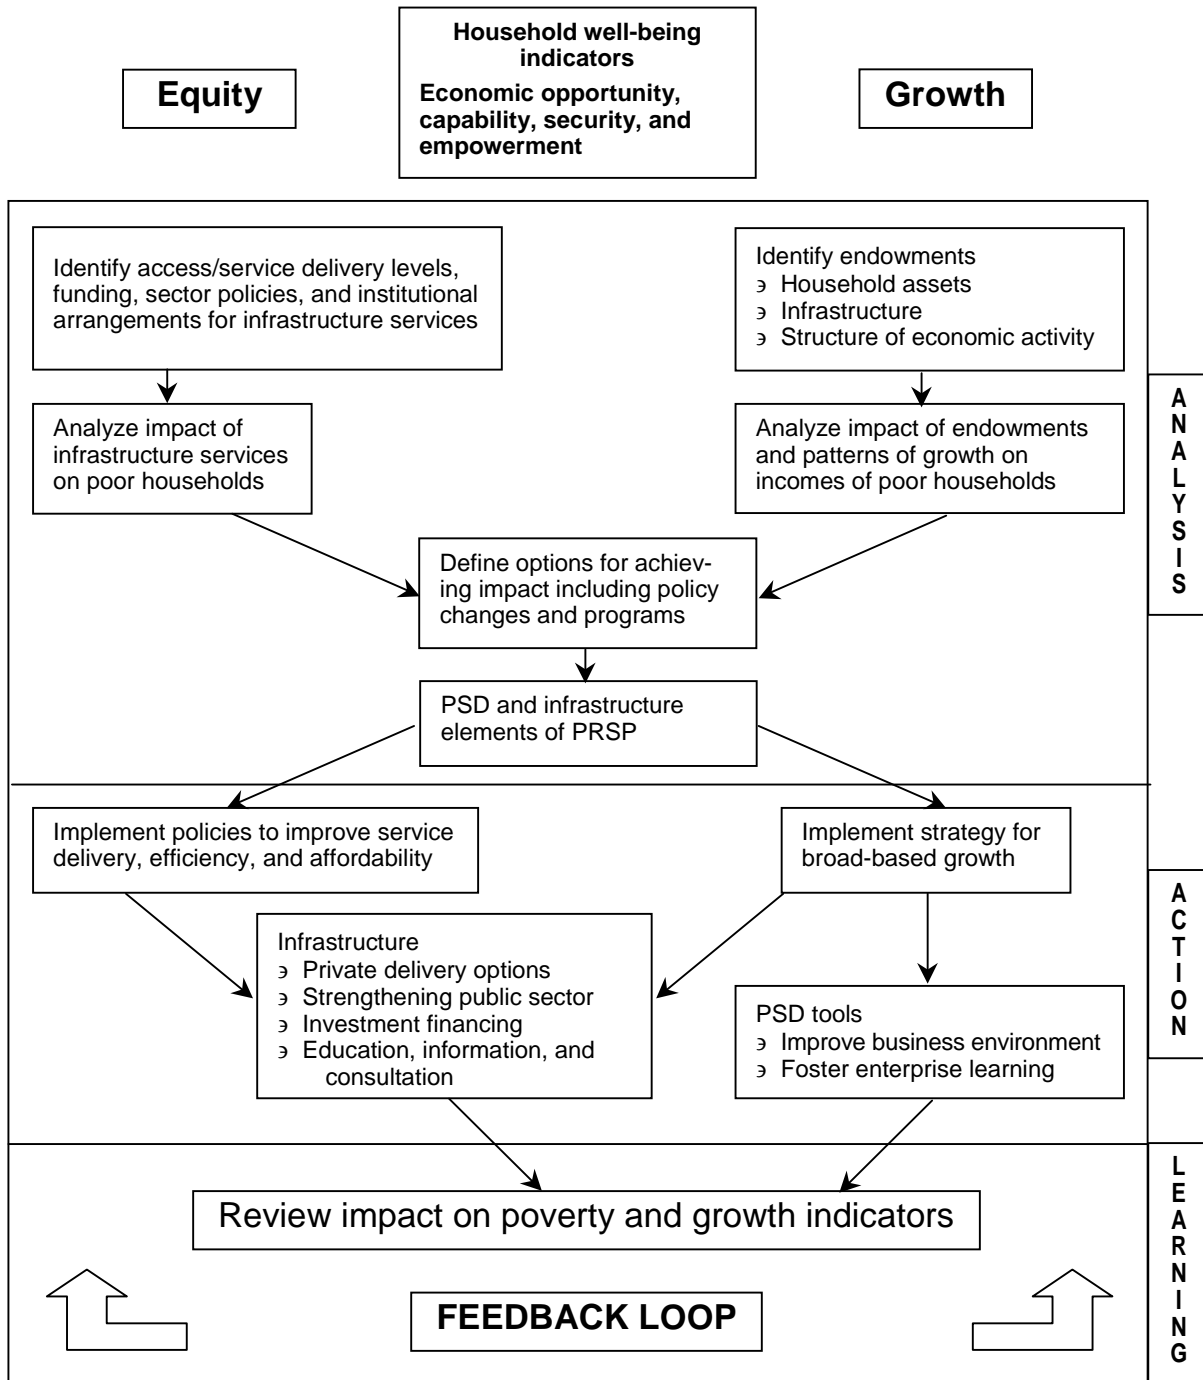 Household well-being
indicators
Economic opportunity,
capability, security, and
empowerment
Equity
Growth
Identify access/service delivery levels,
funding, sector policies, and institutional
arrangements for infrastructure services
Identify endowments
϶ Household assets
϶ Infrastructure
϶ Structure of economic activity
Analyze impact of
infrastructure services
on poor households
Analyze impact of endowments
and patterns of growth on
incomes of poor households
ANALYSIS
Define options for achiev-
ing impact including policy
changes and programs
PSD and infrastructure
elements of PRSP
Implement policies to improve service
delivery, efficiency, and affordability
Implement strategy for
broad-based growth
ACTION
Infrastructure
϶ Private delivery options
϶ Strengthening public sector
϶ Investment financing
϶ Education, information, and
consultation
PSD tools
϶ Improve business environment
϶ Foster enterprise learning
Review impact on poverty and growth indicators
LEARNING
FEEDBACK LOOP